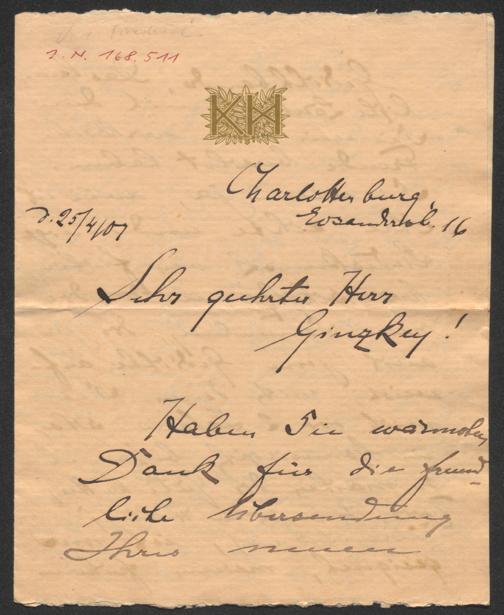 J. N. 168.511
KH
Charlottenburg,
Eosanderstr. 16
d. 25/4/07
Sehr geehrter Herr
Ginzkey!
Haben Sie wärmsten
Dank für die freund-
liche Übersendung
Ihres neuen